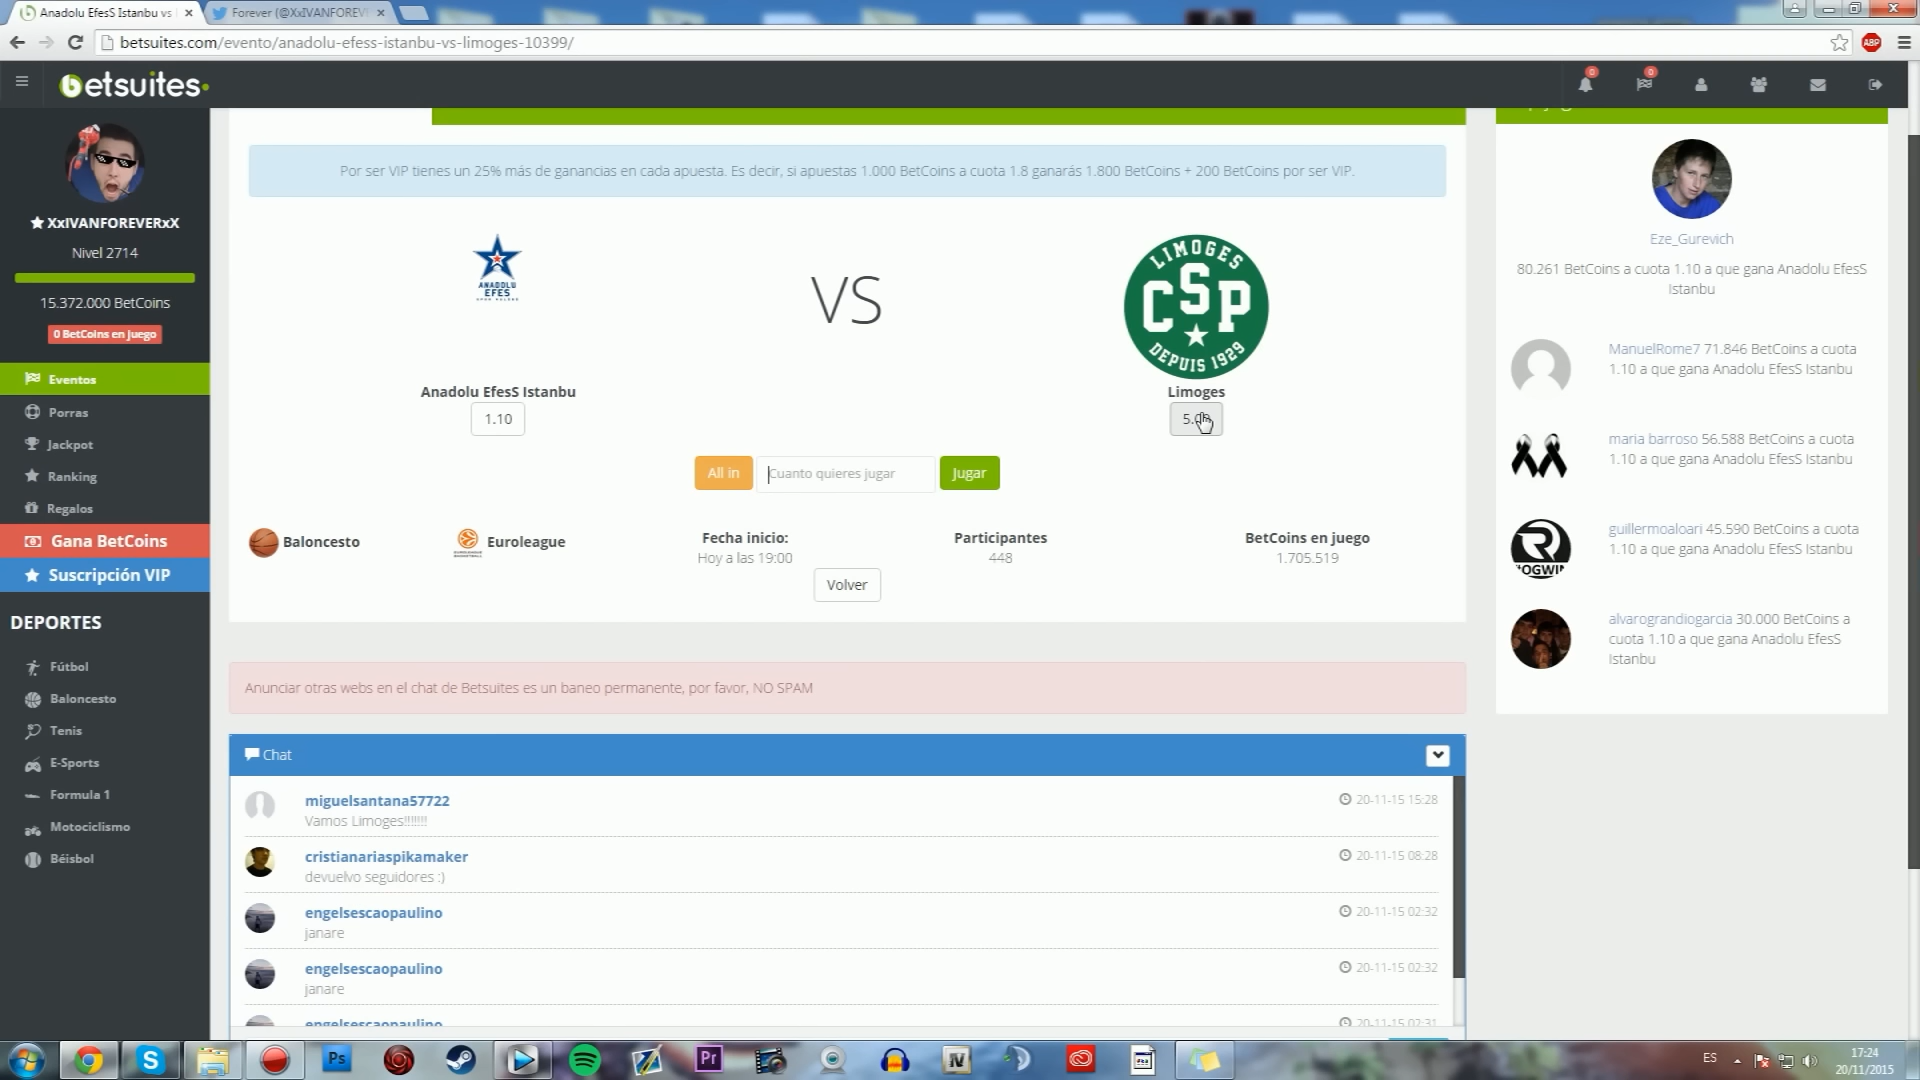 Anadolu EfesS Istanbu vs
Forever (@XxIVANFOREV
betsuites.com/evento/anadolu-efess-istanbu-vs-limoges-10399/
ABP
betsuites.
0
0
XxIVANFOREVERxX
Nivel 2714
15.372.000 BetCoins
0 BetCoins en juego
Eventos
Porras
Jackpot
Ranking
Regalos
Gana BetCoins
Suscripción VIP
DEPORTES
Fútbol
Baloncesto
Tenis
E-Sports
Formula 1
Motociclismo
Béisbol
Por ser VIP tienes un 25% más de ganancias en cada apuesta. Es decir, si apuestas 1.000 BetCoins a cuota 1.8 ganarás 1.800 BetCoins + 200 BetCoins por ser VIP.
ANADOLU
EFES
VS
LIMOGES
CSP
DEPUIS 1929
Anadolu EfesS Istanbu
1.10
Limoges
All in
Cuanto quieres jugar
Jugar
Baloncesto
Euroleague
Fecha inicio:
Hoy a las 19:00
Participantes
448
BetCoins en juego
1.705.519
Volver
Anunciar otras webs en el chat de Betsuites es un baneo permanente, por favor, NO SPAM
Chat
miguelsantana57722
20-11-15 15:28
Vamos Limoges!!!!!!!
cristianariaspikamaker
20-11-15 08:28
devuelvo seguidores :)
engelsescaopaulino
20-11-15 02:32
janare
engelsescaopaulino
20-11-15 02:32
janare
engelsescaopaulino
20-11-15 02:31
Eze_Gurevich
80.261 BetCoins a cuota 1.10 a que gana Anadolu EfesS
Istanbu
ManuelRome7 71.846 BetCoins a cuota
1.10 a que gana Anadolu EfesS Istanbu
maria barroso 56.588 BetCoins a cuota
1.10 a que gana Anadolu EfesS Istanbu
guillermoaloari 45.590 BetCoins a cuota
1.10 a que gana Anadolu EfesS Istanbu
alvarograndiogarcia 30.000 BetCoins a
cuota 1.10 a que gana Anadolu EfesS
Istanbu
Ps
Pr
ES
17:24
20/11/2015